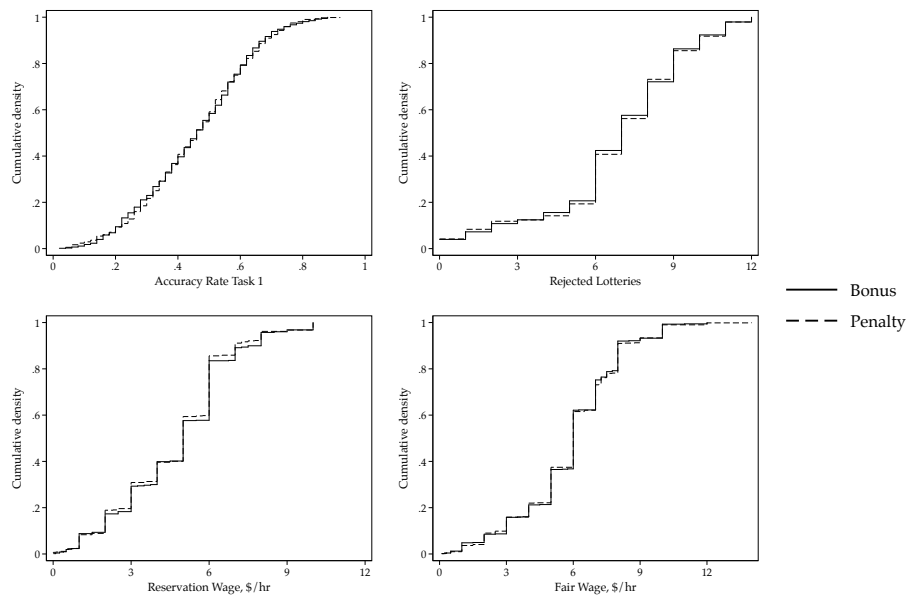 Cumulative density
1
.8
.6
.4
.2
0
0 .2 .4 .6 .8 1
Accuracy Rate Task 1
Cumulative density
1
.8
.6
.4
.2
0
0 3 6 9 12
Rejected Lotteries
Cumulative density
1
.8
.6
.4
.2
0
0 3 6 9 12
Reservation Wage, $/hr
Cumulative density
1
.8
.6
.4
.2
0
0 3 6 9 12
Fair Wage, $/hr
Bonus
Penalty